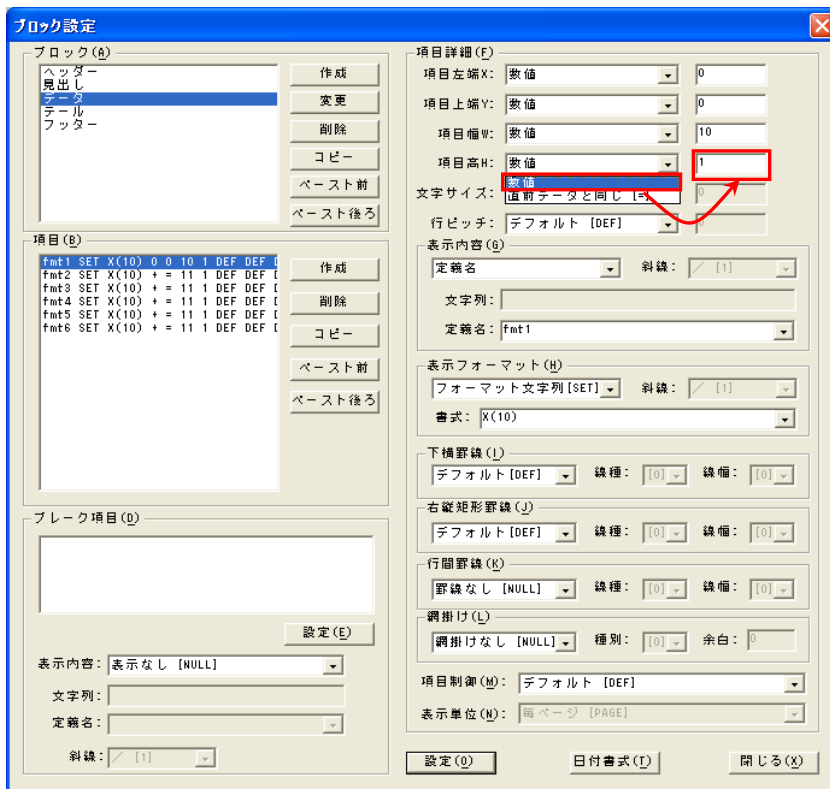 ブロック設定
ブロック(A)
ヘッダー
見出し
データ
テール
フッター
作成
変更
削除
コピー
ペースト前
ペースト後ろ
項目(B)
fmt1 SET X(10) 0 0 10 1 DEF DEF D
fmt2 SET X(10) + = 11 1 DEF DEF D
fmt3 SET X(10) + = 11 1 DEF DEF D
fmt4 SET X(10) + = 11 1 DEF DEF D
fmt5 SET X(10) + = 11 1 DEF DEF D
fmt6 SET X(10) + = 11 1 DEF DEF D
作成
削除
コピー
ペースト前
ペースト後ろ
ブレーク項目(D)
設定(E)
表示内容: 表示なし [NULL]
文字列:
定義名:
斜線: ／ [1]
項目詳細(F)
項目左端X: 数値 0
項目上端Y: 数値 0
項目幅W: 数値 10
項目高H: 数値 1
数値
直前データと同じ [=]
文字サイズ: 0
行ピッチ: デフォルト [DEF] 0
表示内容(G)
定義名 斜線: ／ [1]
文字列:
定義名: fmt1
表示フォーマット(H)
フォーマット文字列[SET] 斜線: ／ [1]
書式: X(10)
下横罫線(I)
デフォルト[DEF] 線種: [0] 線幅: [0]
右縦矩形罫線(J)
デフォルト[DEF] 線種: [0] 線幅: [0]
行間罫線(K)
罫線なし [NULL] 線種: [0] 線幅: [0]
網掛け(L)
網掛けなし [NULL] 種別: [0] 余白: 0
項目制御(M): デフォルト [DEF]
表示単位(N): 毎ページ [PAGE]
設定(O)
日付書式(T)
閉じる(X)